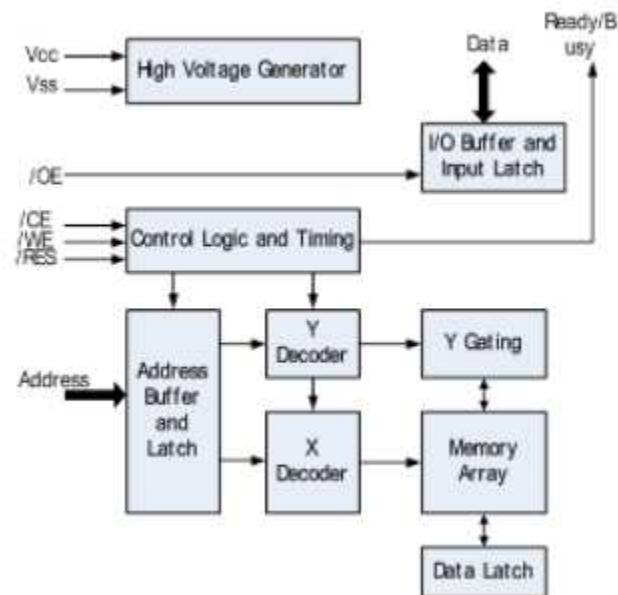 Vcc
Vss
High Voltage Generator
Data
Ready/B
usy
/OE
I/O Buffer and
Input Latch
/CE
/WE
/RES
Control Logic and Timing
Address
Address
Buffer
and
Latch
Y
Decoder
Y Gating
X
Decoder
Memory
Array
Data Latch